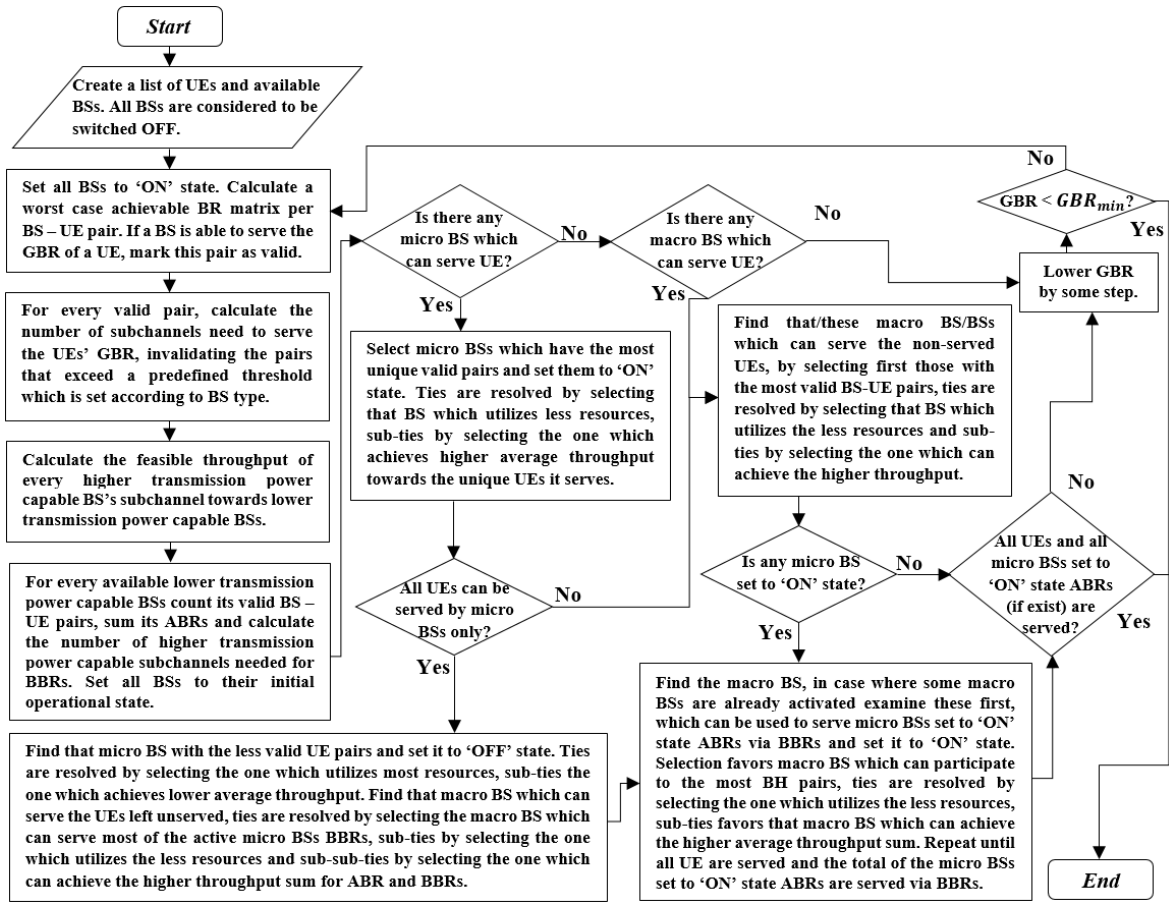 Start
Create a list of UEs and available
BSs. All BSs are considered to be
switched OFF.
Set all BSs to ‘ON’ state. Calculate a
worst case achievable BR matrix per
BS – UE pair. If a BS is able to serve the
GBR of a UE, mark this pair as valid.
For every valid pair, calculate the
number of subchannels need to serve
the UEs’ GBR, invalidating the pairs
that exceed a predefined threshold
which is set according to BS type.
Calculate the feasible throughput of
every higher transmission power
capable BS’s subchannel towards lower
transmission power capable BSs.
For every available lower transmission
power capable BSs count its valid BS –
UE pairs, sum its ABRs and calculate
the number of higher transmission
power capable subchannels needed for
BBRs. Set all BSs to their initial
operational state.
Is there any
micro BS which
can serve UE?
No
Yes
Is there any
macro BS which
can serve UE?
No
Yes
Select micro BSs which have the most
unique valid pairs and set them to ‘ON’
state. Ties are resolved by selecting
that BS which utilizes less resources,
sub-ties by selecting the one which
achieves higher average throughput
towards the unique UEs it serves.
All UEs can be
served by micro
BSs only?
No
Yes
Find that micro BS with the less valid UE pairs and set it to ‘OFF’ state. Ties
are resolved by selecting the one which utilizes most resources, sub-ties the
one which achieves lower average throughput. Find that macro BS which can
serve the UEs left unserved, ties are resolved by selecting the macro BS which
can serve most of the active micro BSs BBRs, sub-ties by selecting the one
which utilizes the less resources and sub-sub-ties by selecting the one which
can achieve the higher throughput sum for ABR and BBRs.
Find that/these macro BS/BSs
which can serve the non-served
UEs, by selecting first those with
the most valid BS-UE pairs, ties are
resolved by selecting that BS which
utilizes the less resources and sub-
ties by selecting the one which can
achieve the higher throughput.
Is any micro BS
set to ‘ON’ state?
No
Yes
Find the macro BS, in case where some macro
BSs are already activated examine these first,
which can be used to serve micro BSs set to ‘ON’
state ABRs via BBRs and set it to ‘ON’ state.
Selection favors macro BS which can participate
to the most BH pairs, ties are resolved by
selecting the one which utilizes the less resources,
sub-ties favors that macro BS which can achieve
the higher average throughput sum. Repeat until
all UE are served and the total of the micro BSs
set to ‘ON’ state ABRs are served via BBRs.
All UEs and all
micro BSs set to
‘ON’ state ABRs
(if exist) are
served?
No
Yes
Lower GBR
by some step.
GBR < GBRmin?
No
Yes
End